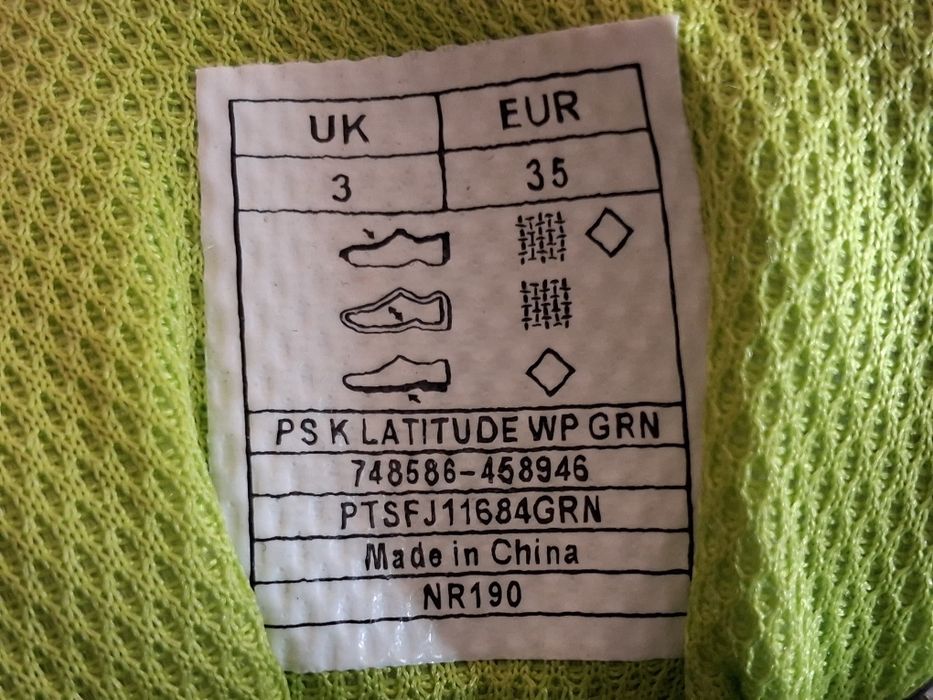 UK EUR
3 35
PS K LATITUDE WP GRN
748586-458946
PTSFJ11684GRN
Made in China
NR190